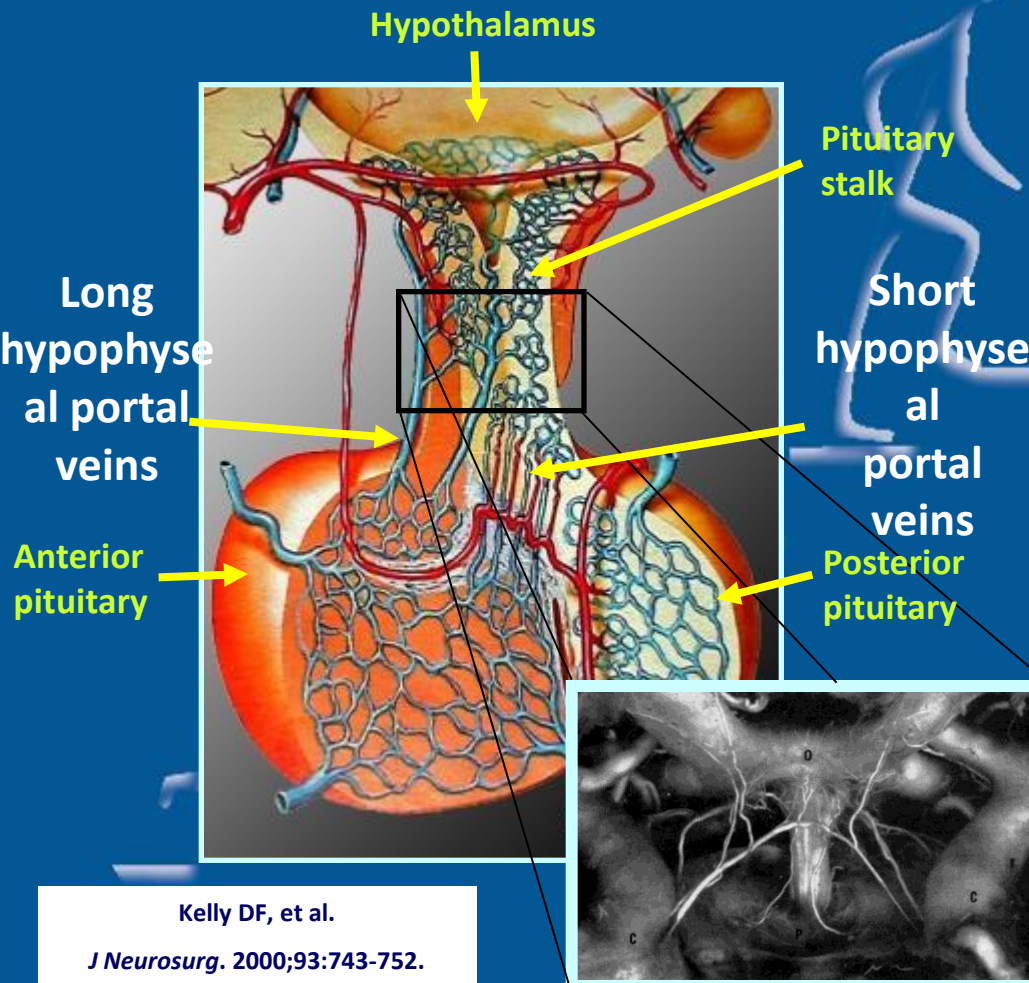 Hypothalamus
Pituitary
stalk
Long
hypophyse
al portal
veins
Short
hypophyse
al
portal
veins
Anterior
pituitary
Posterior
pituitary
O
C
P
C
Kelly DF, et al.
J Neurosurg. 2000;93:743-752.